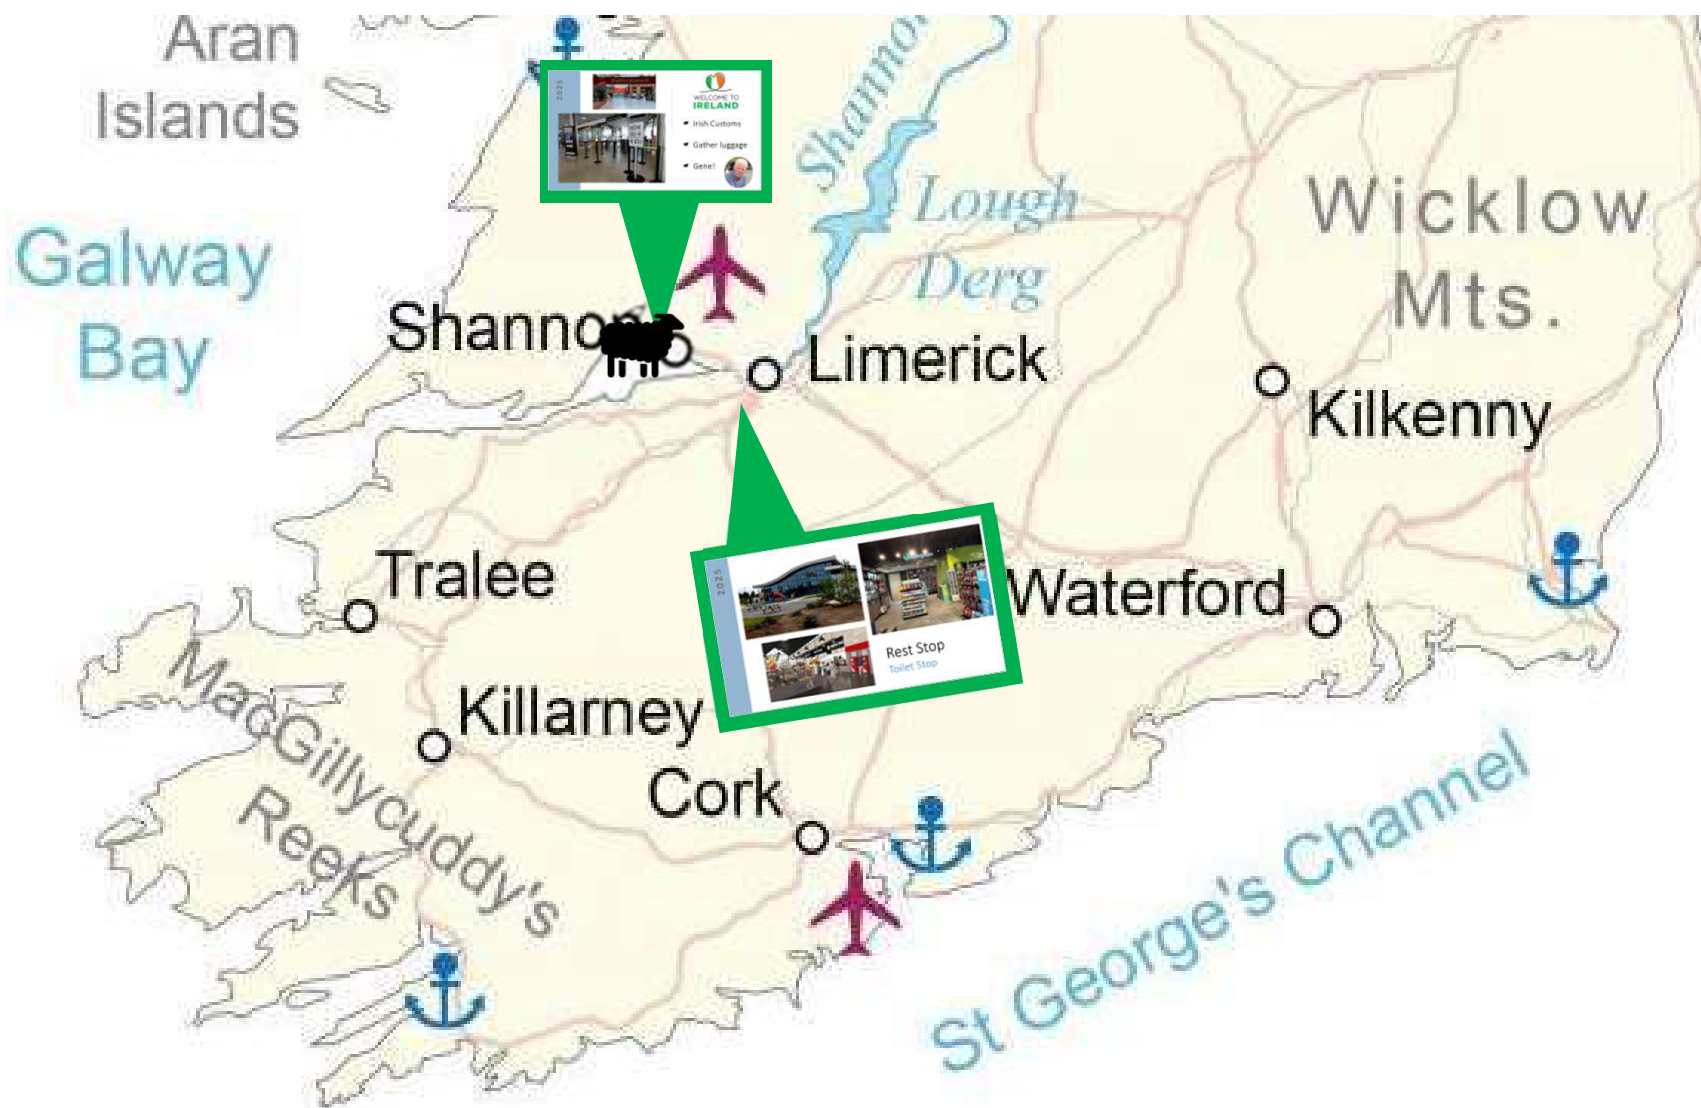 Aran
Islands
Shannon
2025
WELCOME TO
IRELAND
Irish Customs
Gather luggage
Gene!
Lough
Derg
Wicklow
Mts.
Galway
Bay
Shanno
Limerick
Kilkenny
Tralee
2025
Rest Stop
Toilet Stop
Waterford
MacGillycuddy's
Reeks
Killarney
Cork
St George's Channel